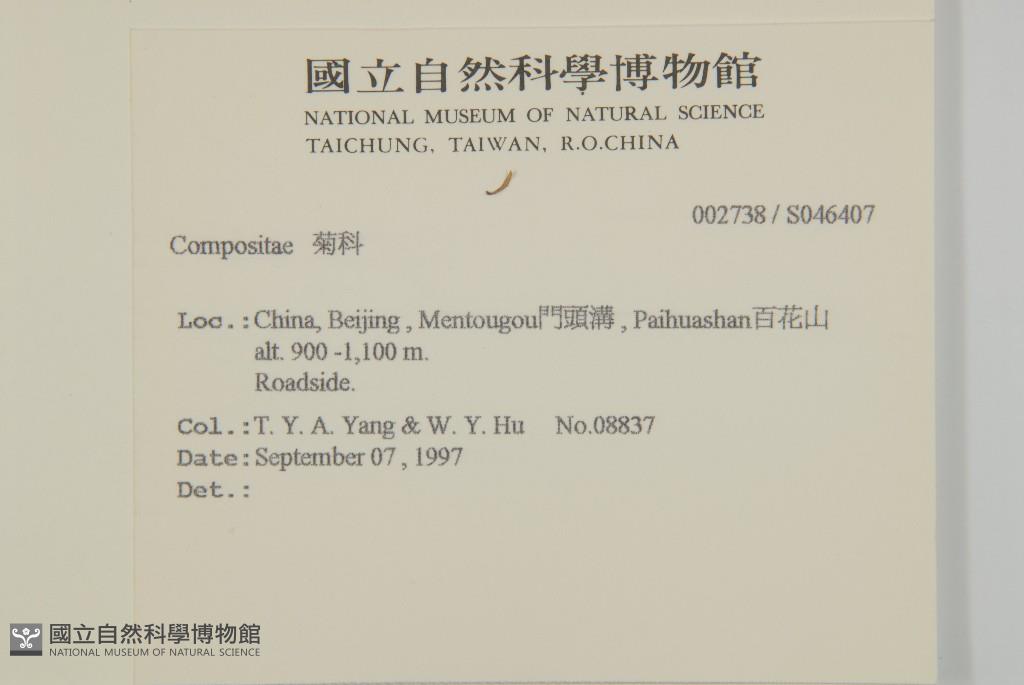 國立自然科學博物館
NATIONAL MUSEUM OF NATURAL SCIENCE
TAICHUNG, TAIWAN, R.O.CHINA
002738 / S046407
Compositae 菊科
Loc.: China, Beijing , Mentougou門頭溝 , Paihuashan百花山
alt. 900 -1,100 m.
Roadside.
Col.: T. Y. A. Yang & W. Y. Hu No.08837
Date: September 07 , 1997
Det.:
國立自然科學博物館
NATIONAL MUSEUM OF NATURAL SCIENCE